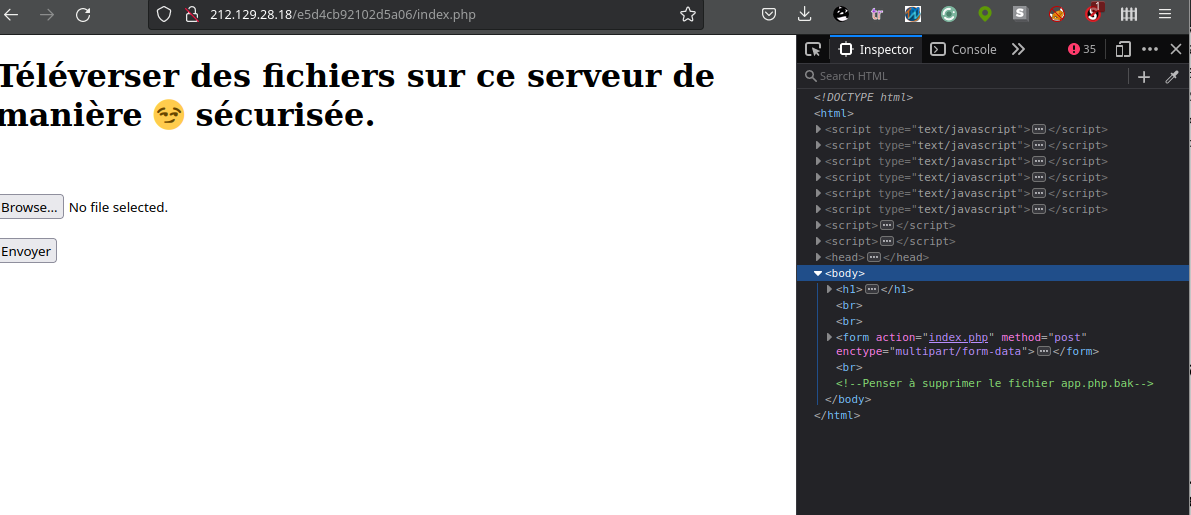 212.129.28.18/e5d4cb92102d5a06/index.php
Téléverser des fichiers sur ce serveur de
manière 😏 sécurisée.
Browse... No file selected.
Envoyer
Inspector Console 35
Search HTML
<!DOCTYPE html>
<html>
<script type="text/javascript"></script>
<script type="text/javascript"></script>
<script type="text/javascript"></script>
<script type="text/javascript"></script>
<script type="text/javascript"></script>
<script type="text/javascript"></script>
<script></script>
<script></script>
<head></head>
<body>
<h1></h1>
<br>
<br>
<form action="index.php" method="post"
enctype="multipart/form-data"></form>
<br>
<!--Penser à supprimer le fichier app.php.bak-->
</body>
</html>